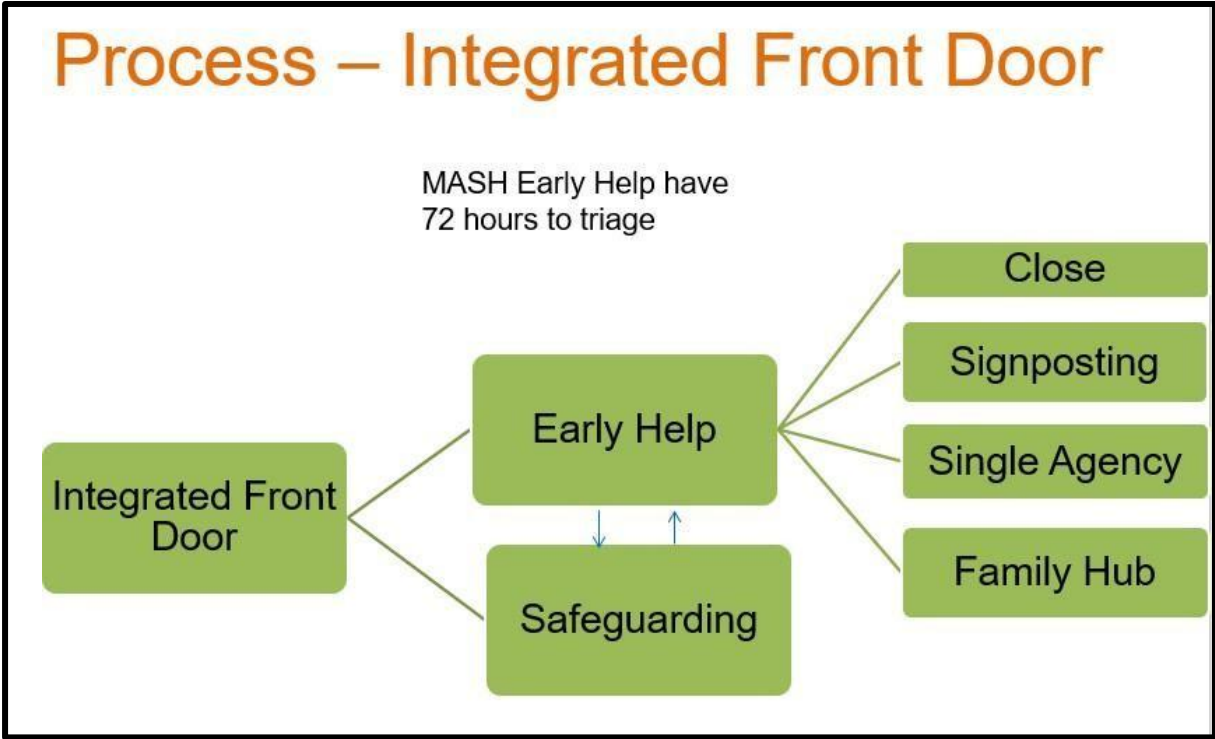 Process – Integrated Front Door
MASH Early Help have
72 hours to triage
Integrated Front
Door
Early Help
Safeguarding
Close
Signposting
Single Agency
Family Hub